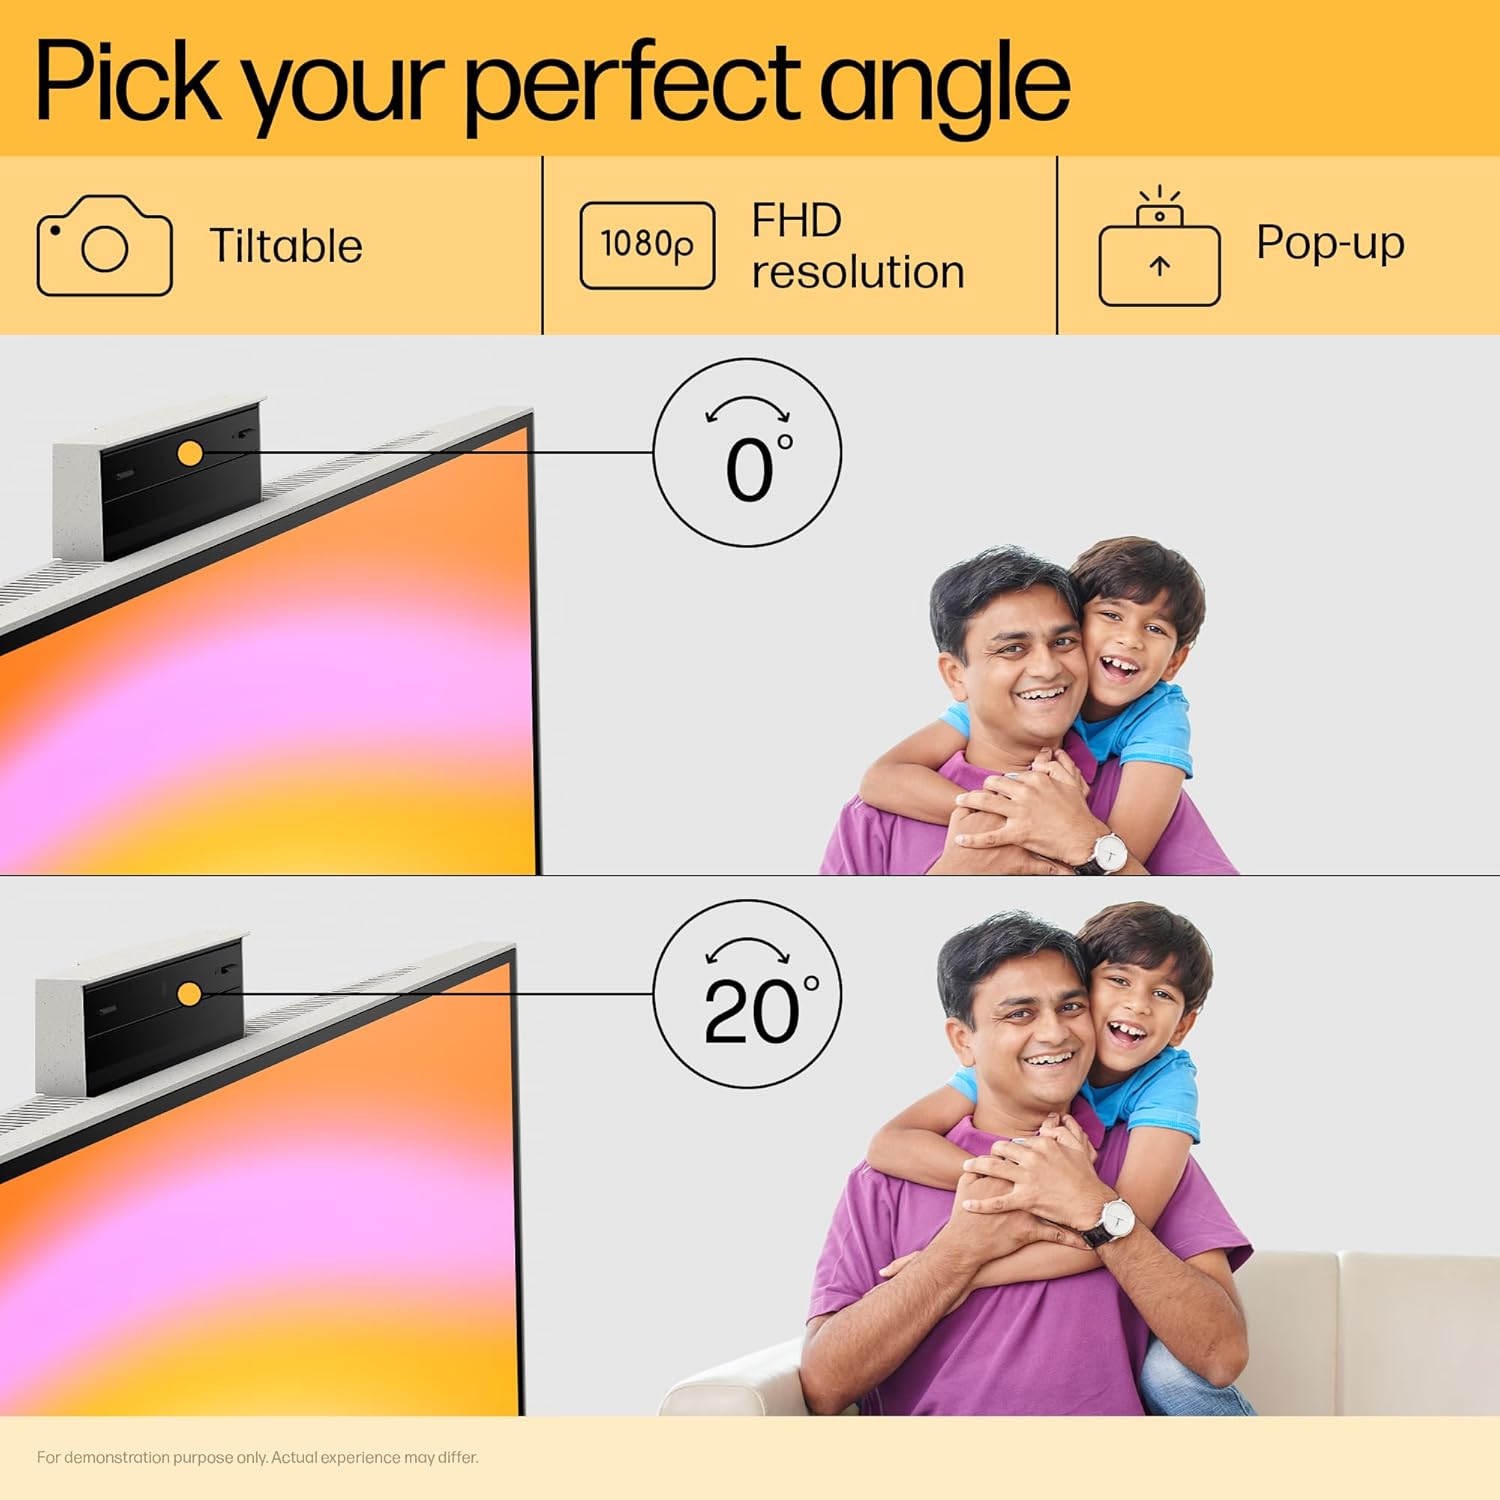 Pick your perfect angle
Tiltable
1080p
FHD
resolution
Pop-up
0°
20°
For demonstration purpose only. Actual experience may differ.